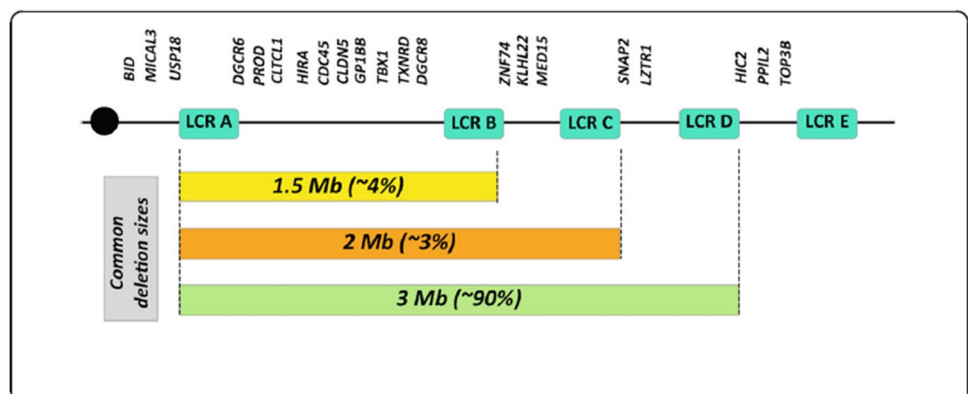 BID
MICAL3
USP18
DGCR6
PROD
CLTCL1
HIRA
CDC45
CLDN5
GP1BB
TBX1
TXNRD
DGCR8
ZNF74
KLHL22
MED15
SNAP2
LZTR1
HIC2
PPIL2
TOP3B
LCR A
LCR B
LCR C
LCR D
LCR E
Common
deletion sizes
1.5 Mb (~4%)
2 Mb (~3%)
3 Mb (~90%)